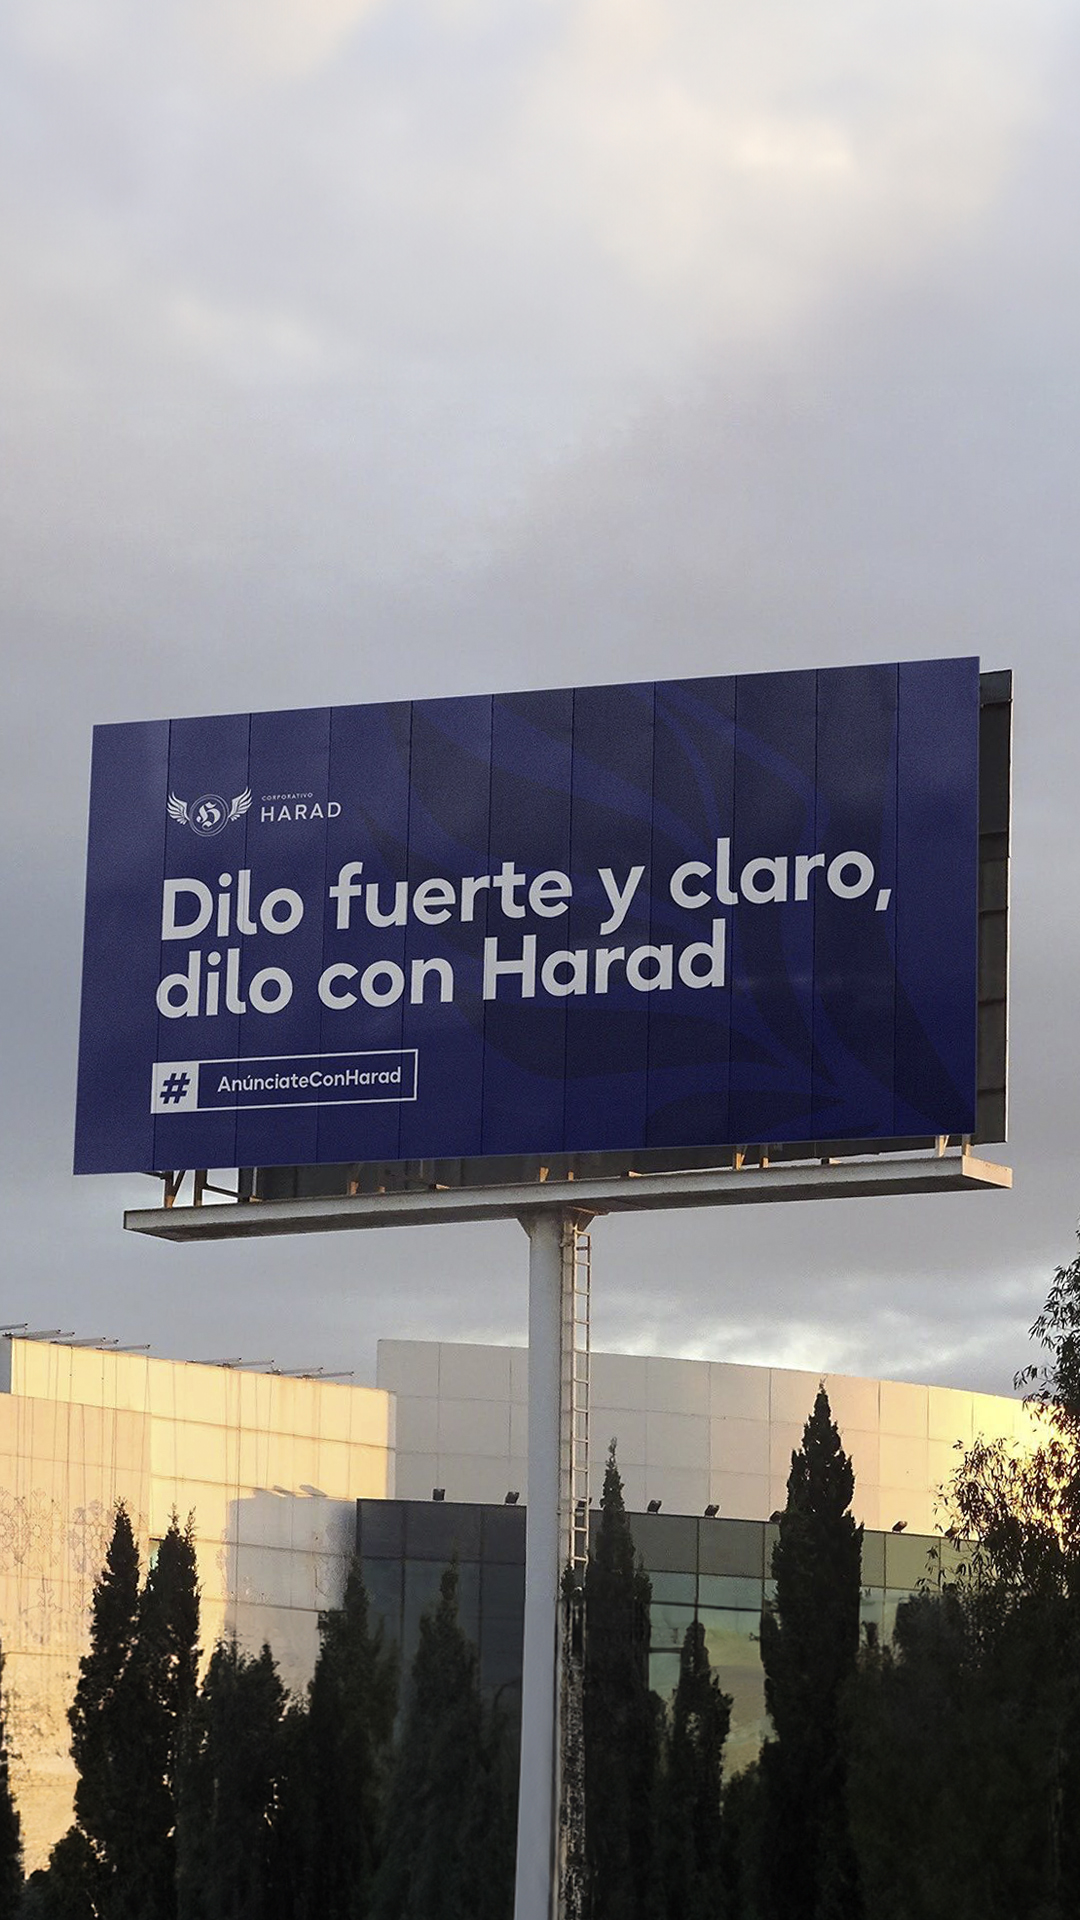 CORPORATIVO
HARAD
Dilo fuerte y claro,
dilo con Harad
# AnúnciateConHarad